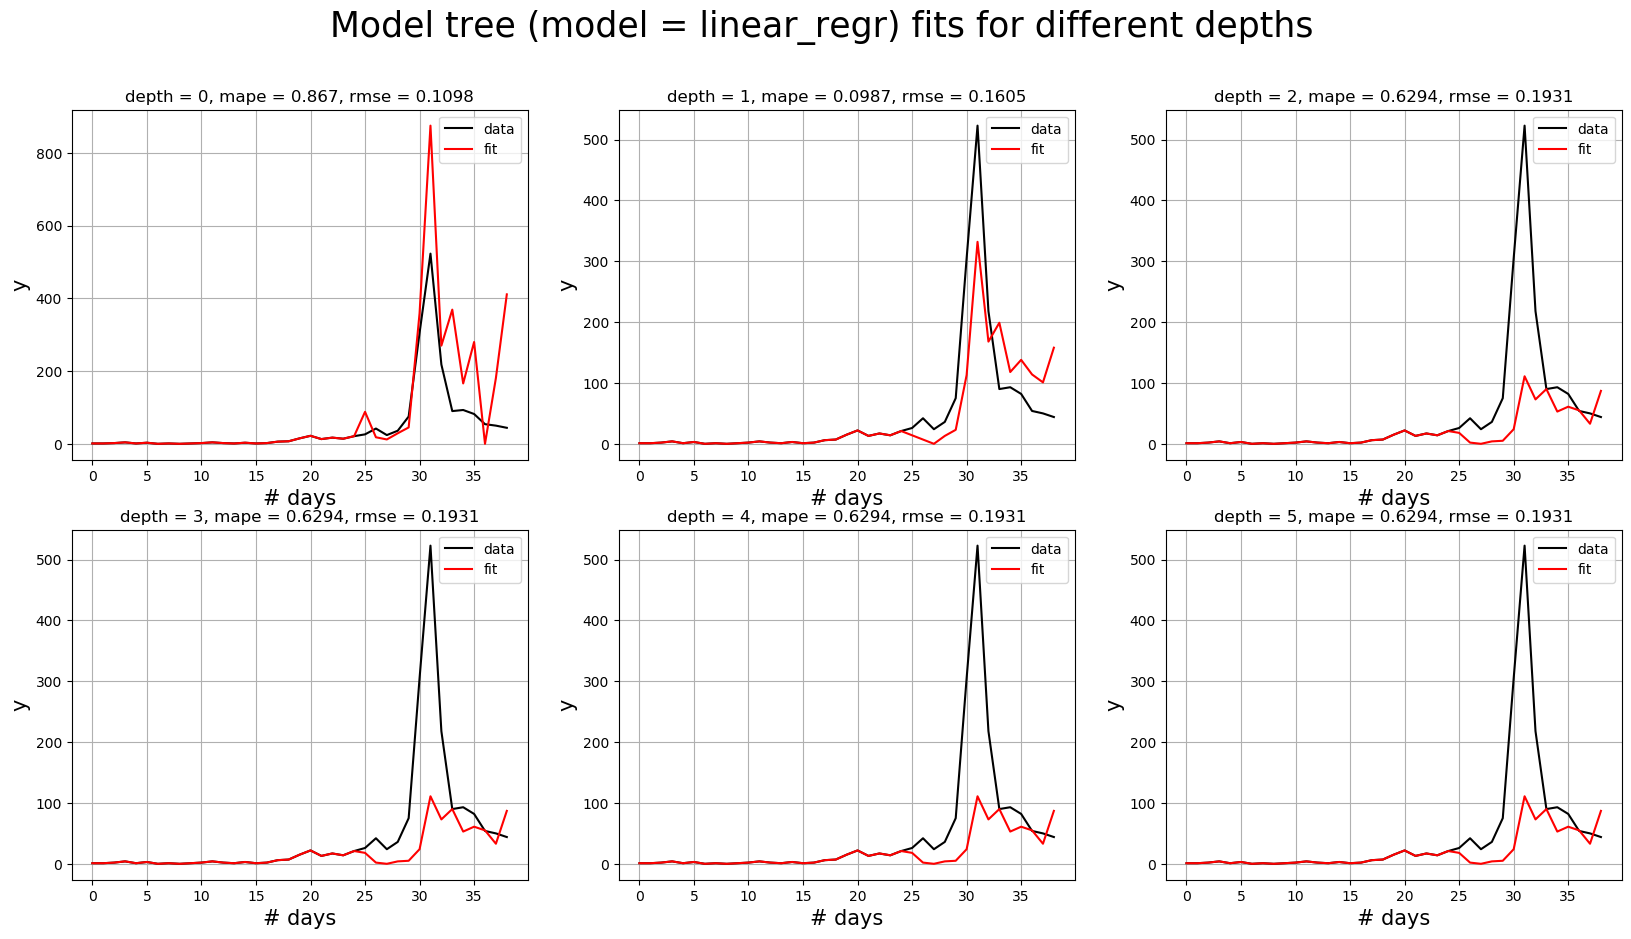 Model tree (model = linear_regr) fits for different depths
depth = 0, mape = 0.867, rmse = 0.1098
data
fit
800
600
400
200
0
y
0 5 10 15 20 25 30 35
# days
depth = 1, mape = 0.0987, rmse = 0.1605
data
fit
500
400
300
200
100
0
y
0 5 10 15 20 25 30 35
# days
depth = 2, mape = 0.6294, rmse = 0.1931
data
fit
500
400
300
200
100
0
y
0 5 10 15 20 25 30 35
# days
depth = 3, mape = 0.6294, rmse = 0.1931
data
fit
500
400
300
200
100
0
y
0 5 10 15 20 25 30 35
# days
depth = 4, mape = 0.6294, rmse = 0.1931
data
fit
500
400
300
200
100
0
y
0 5 10 15 20 25 30 35
# days
depth = 5, mape = 0.6294, rmse = 0.1931
data
fit
500
400
300
200
100
0
y
0 5 10 15 20 25 30 35
# days